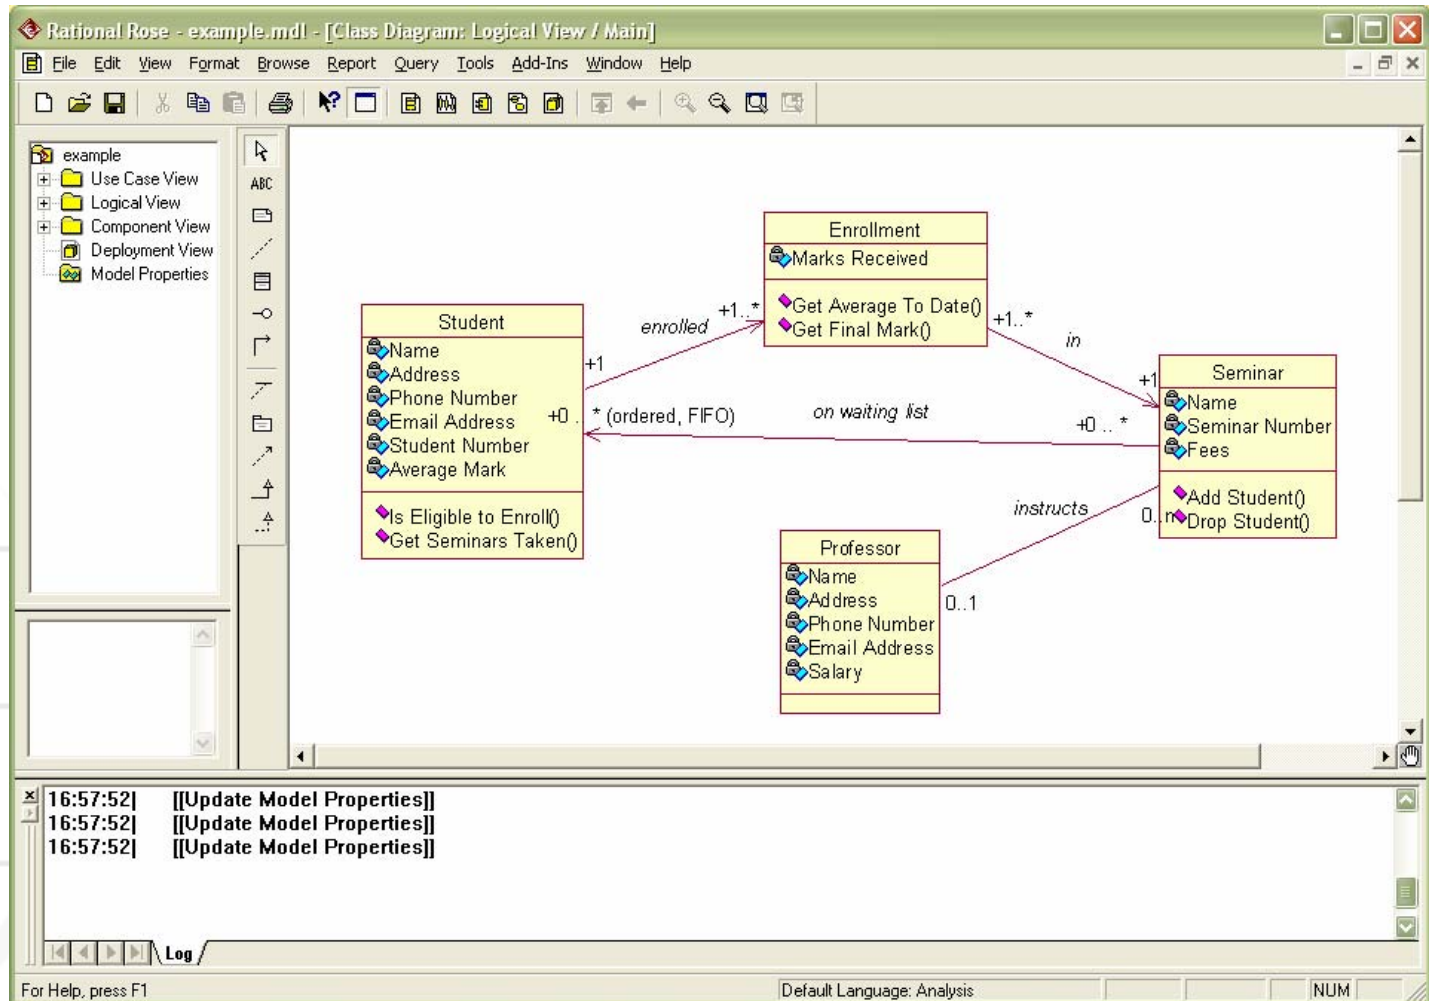 Rational Rose - example.mdl - [Class Diagram: Logical View / Main]
File Edit View Format Browse Report Query Tools Add-Ins Window Help
example
Use Case View
Logical View
Component View
Deployment View
Model Properties
ABC
Enrollment
Marks Received
Get Average To Date()
Get Final Mark()
Student
Name
Address
Phone Number
Email Address
Student Number
Average Mark
Is Eligible to Enroll()
Get Seminars Taken()
enrolled
+1..*
+1
+1..*
in
+1
+0 .. * (ordered, FIFO)
on waiting list
+0 ... *
Seminar
Name
Seminar Number
Fees
Add Student()
Drop Student()
instructs
0..n
0..1
Professor
Name
Address
Phone Number
Email Address
Salary
16:57:52| [[Update Model Properties]]
16:57:52| [[Update Model Properties]]
16:57:52| [[Update Model Properties]]
Log
For Help, press F1
Default Language: Analysis
NUM